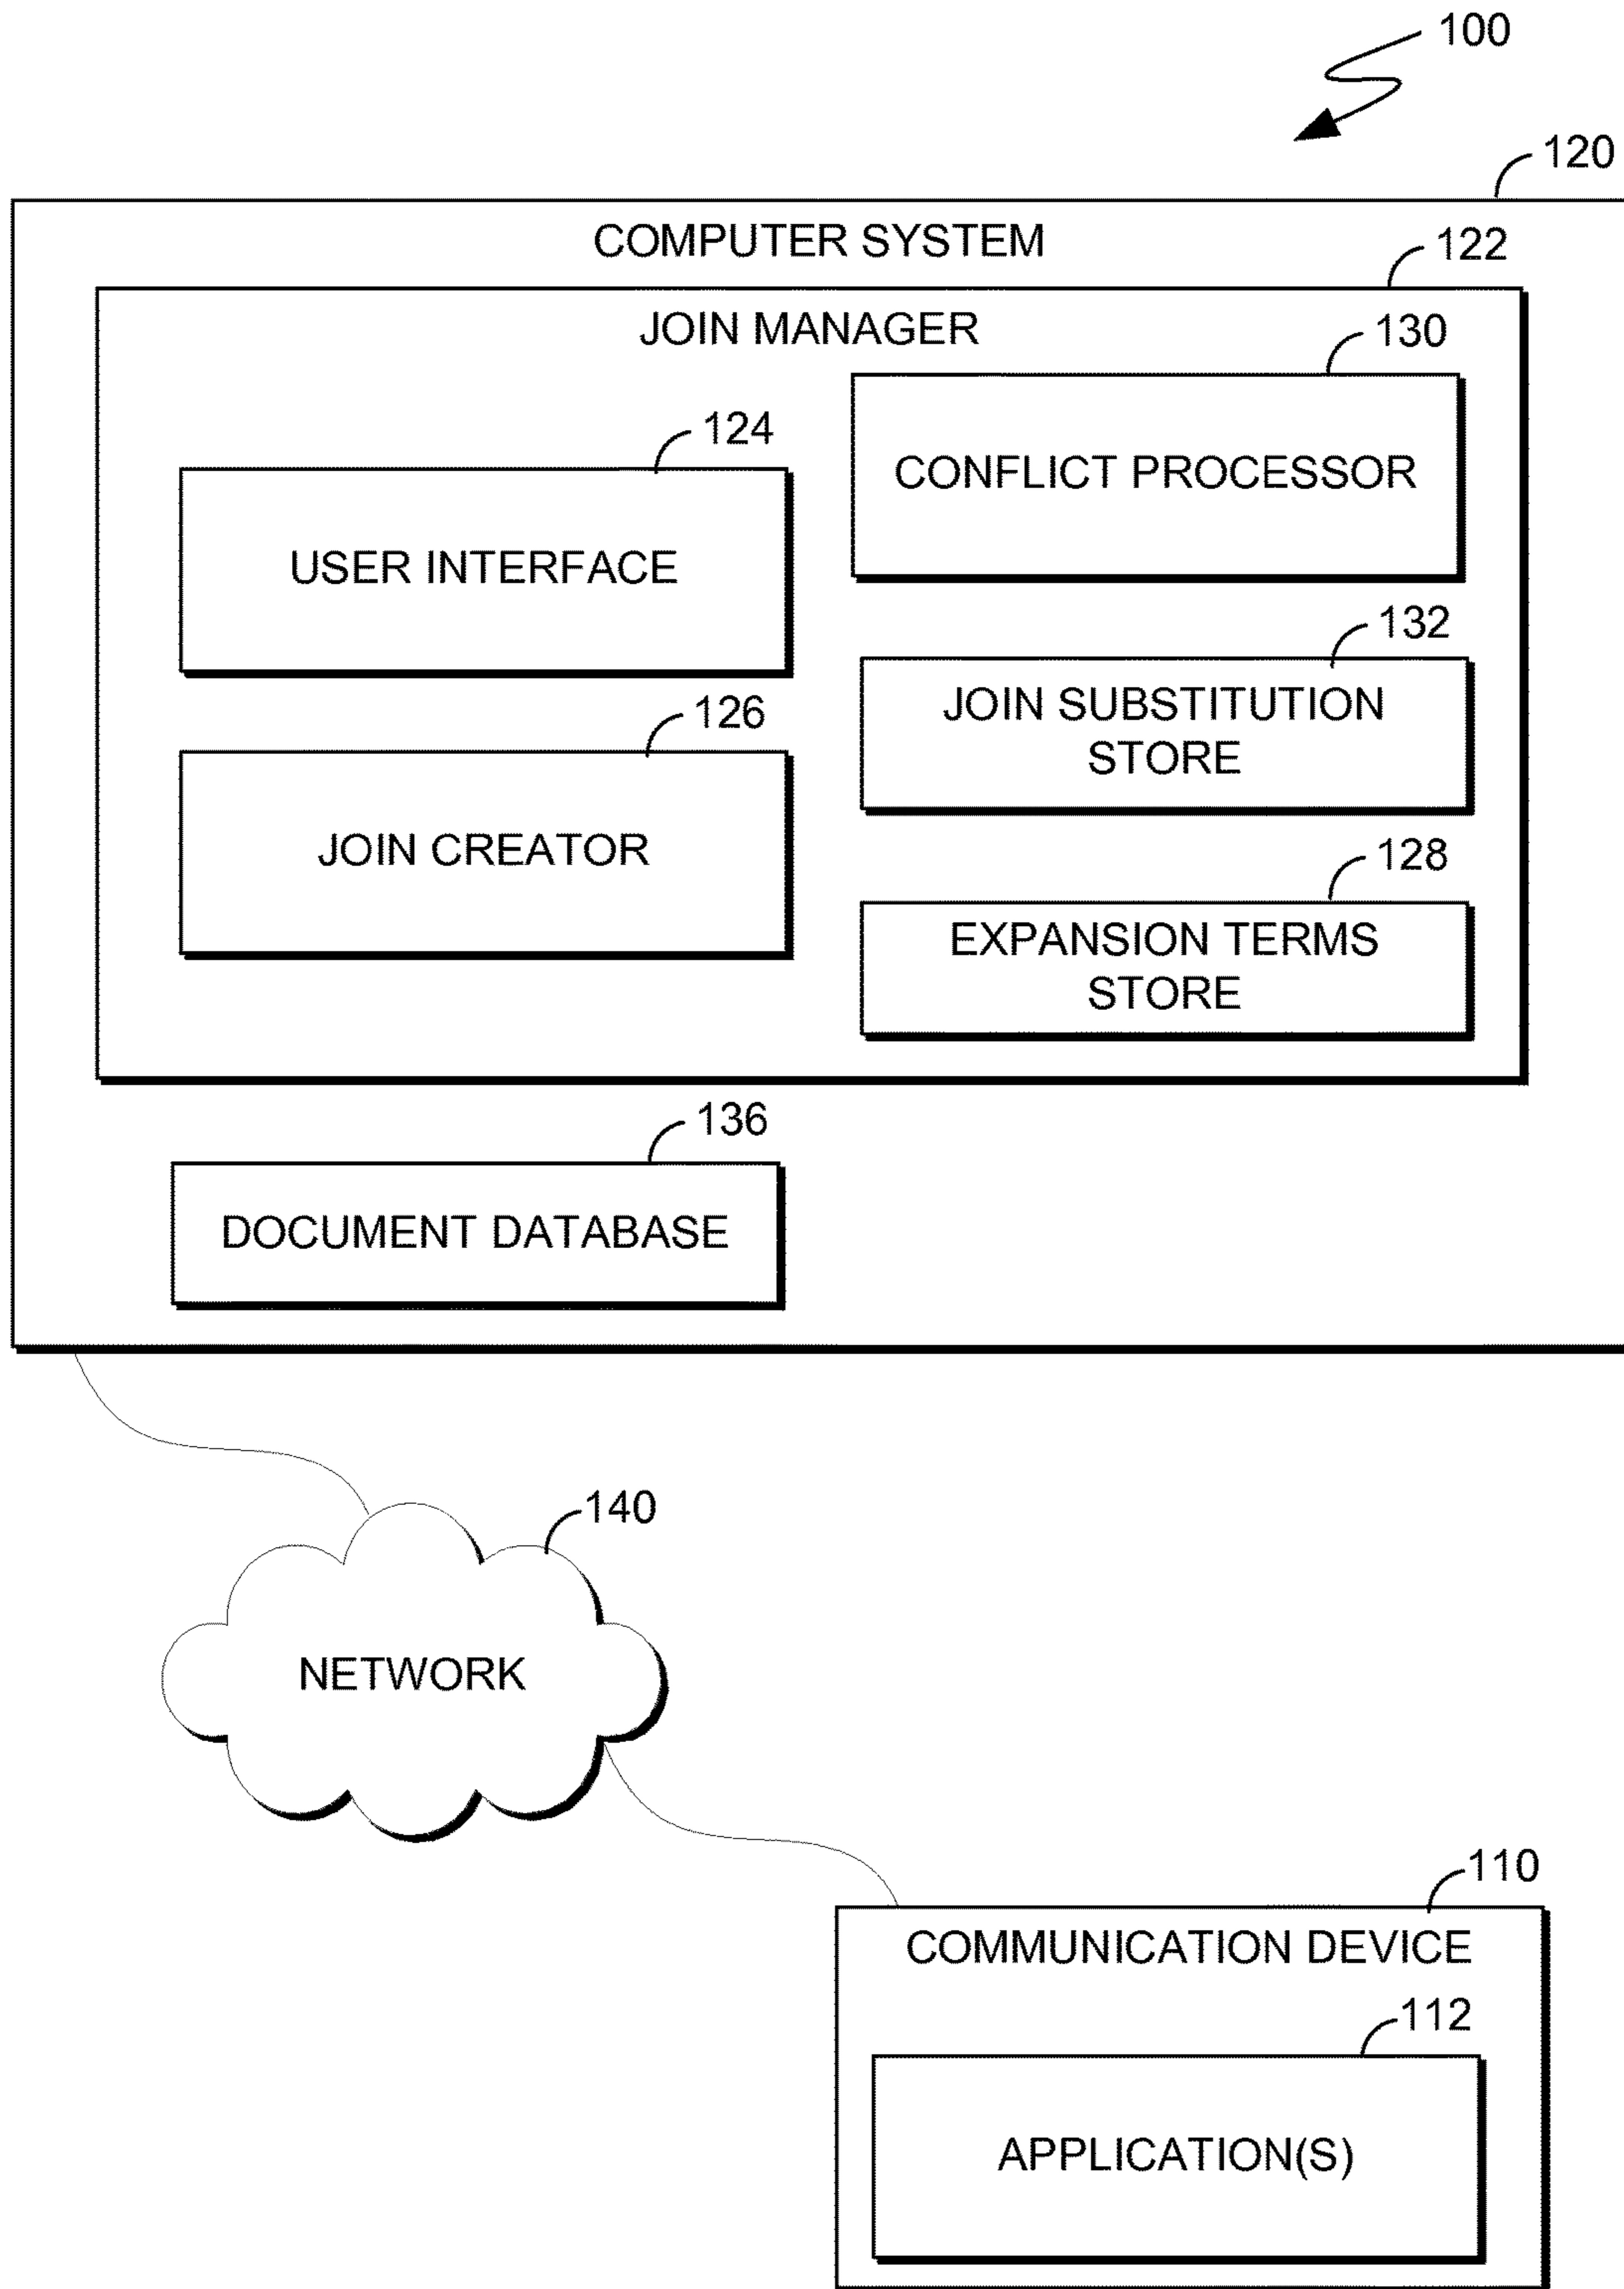 100
120
COMPUTER SYSTEM
122
JOIN MANAGER
130
CONFLICT PROCESSOR
124
USER INTERFACE
132
JOIN SUBSTITUTION
STORE
126
JOIN CREATOR
128
EXPANSION TERMS
STORE
136
DOCUMENT DATABASE
140
NETWORK
110
COMMUNICATION DEVICE
112
APPLICATION(S)